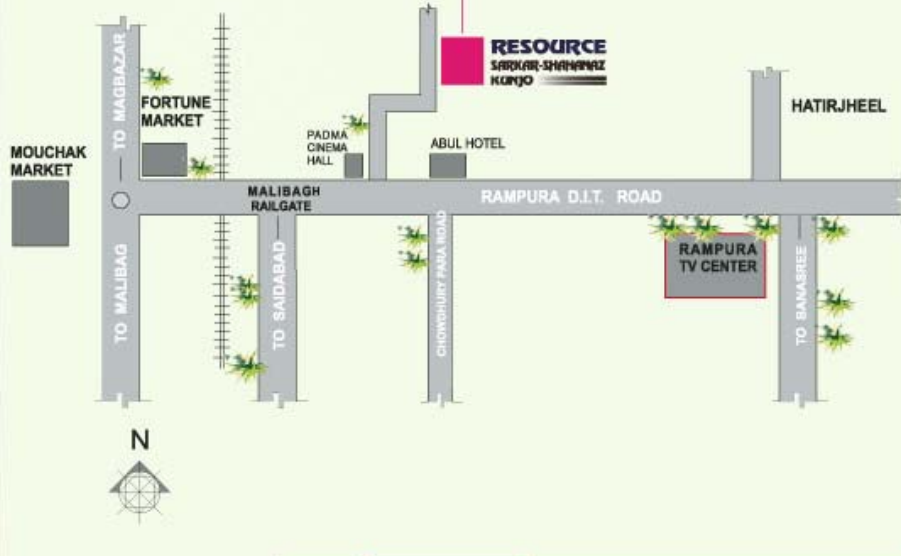 RESOURCE
SARKAR-SHAHANAZ
KUNJO
TO MAGBAZAR
FORTUNE
MARKET
HATIRJHEEL
PADMA
CINEMA
HALL
ABUL HOTEL
MOUCHAK
MARKET
MALIBAGH
RAILGATE
RAMPURA D.I.T. ROAD
TO MALIBAG
TO SAIDABAD
CHOWDHURY PARA ROAD
RAMPURA
TV CENTER
TO BANASREE
N